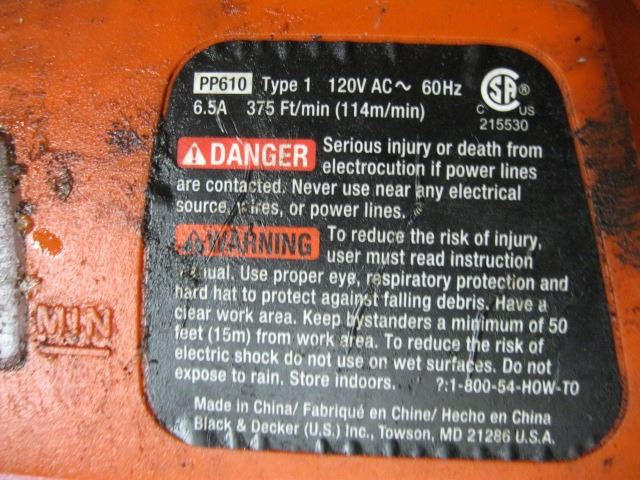 PP610 Type 1 120V AC~ 60Hz
6.5A 375 Ft/min (114m/min)
SA ®
C US
215530
DANGER Serious injury or death from
electrocution if power lines
are contacted. Never use near any electrical
source, wires, or power lines.
WARNING To reduce the risk of injury,
user must read instruction
manual. Use proper eye, respiratory protection and
hard hat to protect against falling debris. Have a
clear work area. Keep bystanders a minimum of 50
feet (15m) from work area. To reduce the risk of
electric shock do not use on wet surfaces. Do not
expose to rain. Store indoors. ?:1-800-54-HOW-TO
Made in China/ Fabriqué en Chine/ Hecho en China
Black & Decker (U.S.) Inc., Towson, MD 21286 U.S.A.
MIN